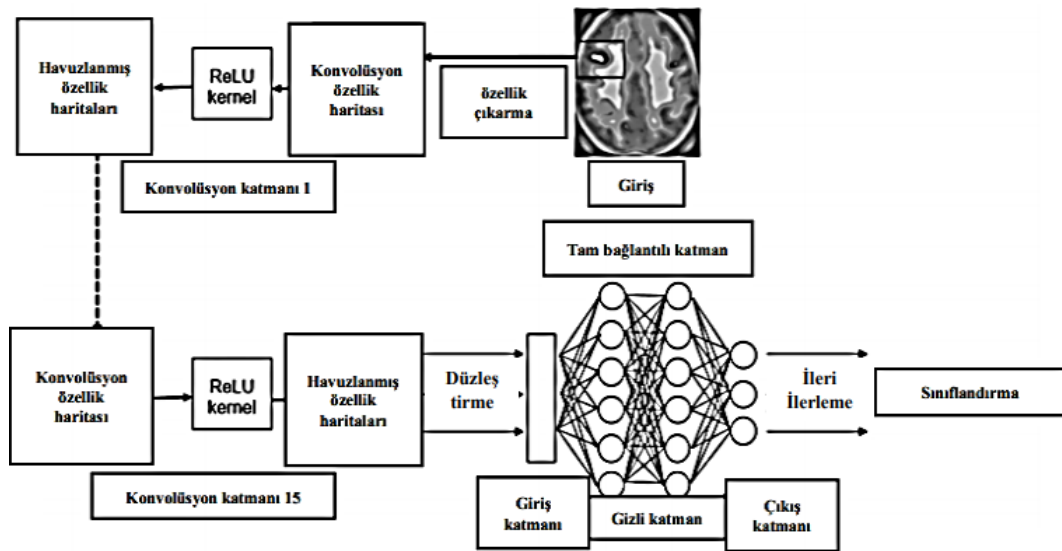 Havuzlanmış
özellik
haritaları
ReLU
kernel
Konvolüsyon
özellik
haritası
özellik
çıkarma
Konvolüsyon katmanı 1
Giriş
Tam bağlantılı katman
Konvolüsyon
özellik
haritası
ReLU
kernel
Havuzlanmış
özellik
haritaları
Düzleş
tirme
İleri
İlerleme
Sınıflandırma
Konvolüsyon katmanı 15
Giriş
katmanı
Gizli katman
Çıkış
katmanı